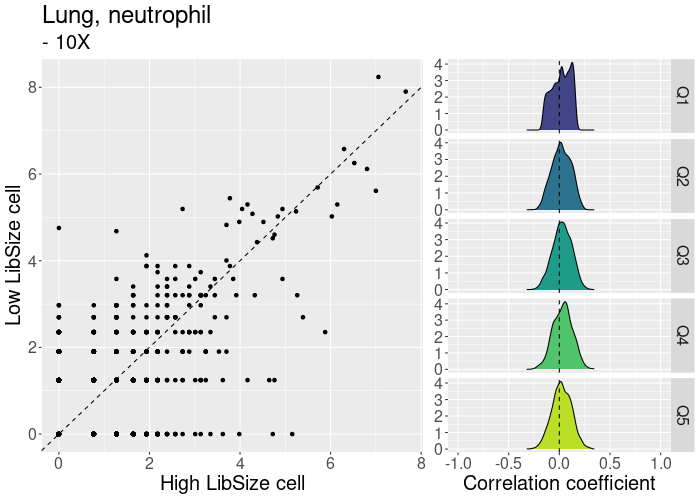 Lung, neutrophil
- 10X
Low LibSize cell
8
6
4
2
0
0 2 4 6 8
High LibSize cell
4
3
2
1
0
Q1
4
3
2
1
0
Q2
4
3
2
1
0
Q3
4
3
2
1
0
Q4
4
3
2
1
0
Q5
-1.0 -0.5 0.0 0.5 1.0
Correlation coefficient